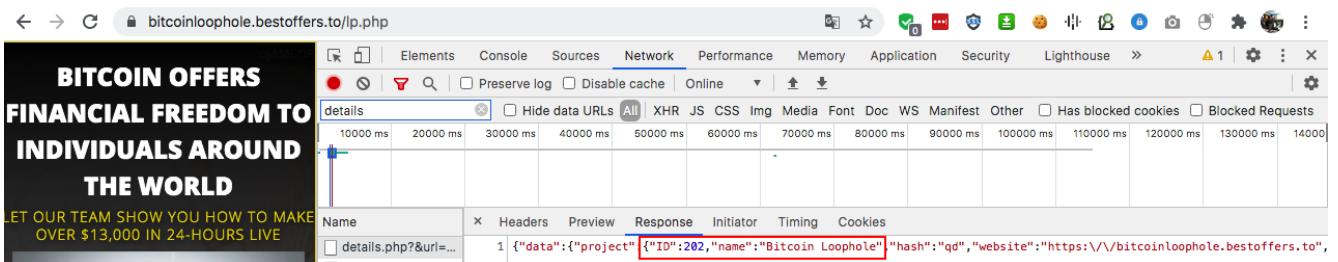 bitcoinloophole.bestoffers.to/lp.php
0
BITCOIN OFFERS
FINANCIAL FREEDOM TO
INDIVIDUALS AROUND
THE WORLD
LET OUR TEAM SHOW YOU HOW TO MAKE
OVER $13,000 IN 24-HOURS LIVE
Elements Console Sources Network Performance Memory Application Security Lighthouse » 1
Preserve log Disable cache Online
details Hide data URLs All XHR JS CSS Img Media Font Doc WS Manifest Other Has blocked cookies Blocked Requests
10000 ms 20000 ms 30000 ms 40000 ms 50000 ms 60000 ms 70000 ms 80000 ms 90000 ms 100000 ms 110000 ms 120000 ms 130000 ms 14000
Name × Headers Preview Response Initiator Timing Cookies
details.php?&url=... 1 {"data":{"project":{"ID":202,"name":"Bitcoin Loophole","hash":"qd","website":"https:\/\/bitcoinloophole.bestoffers.to",